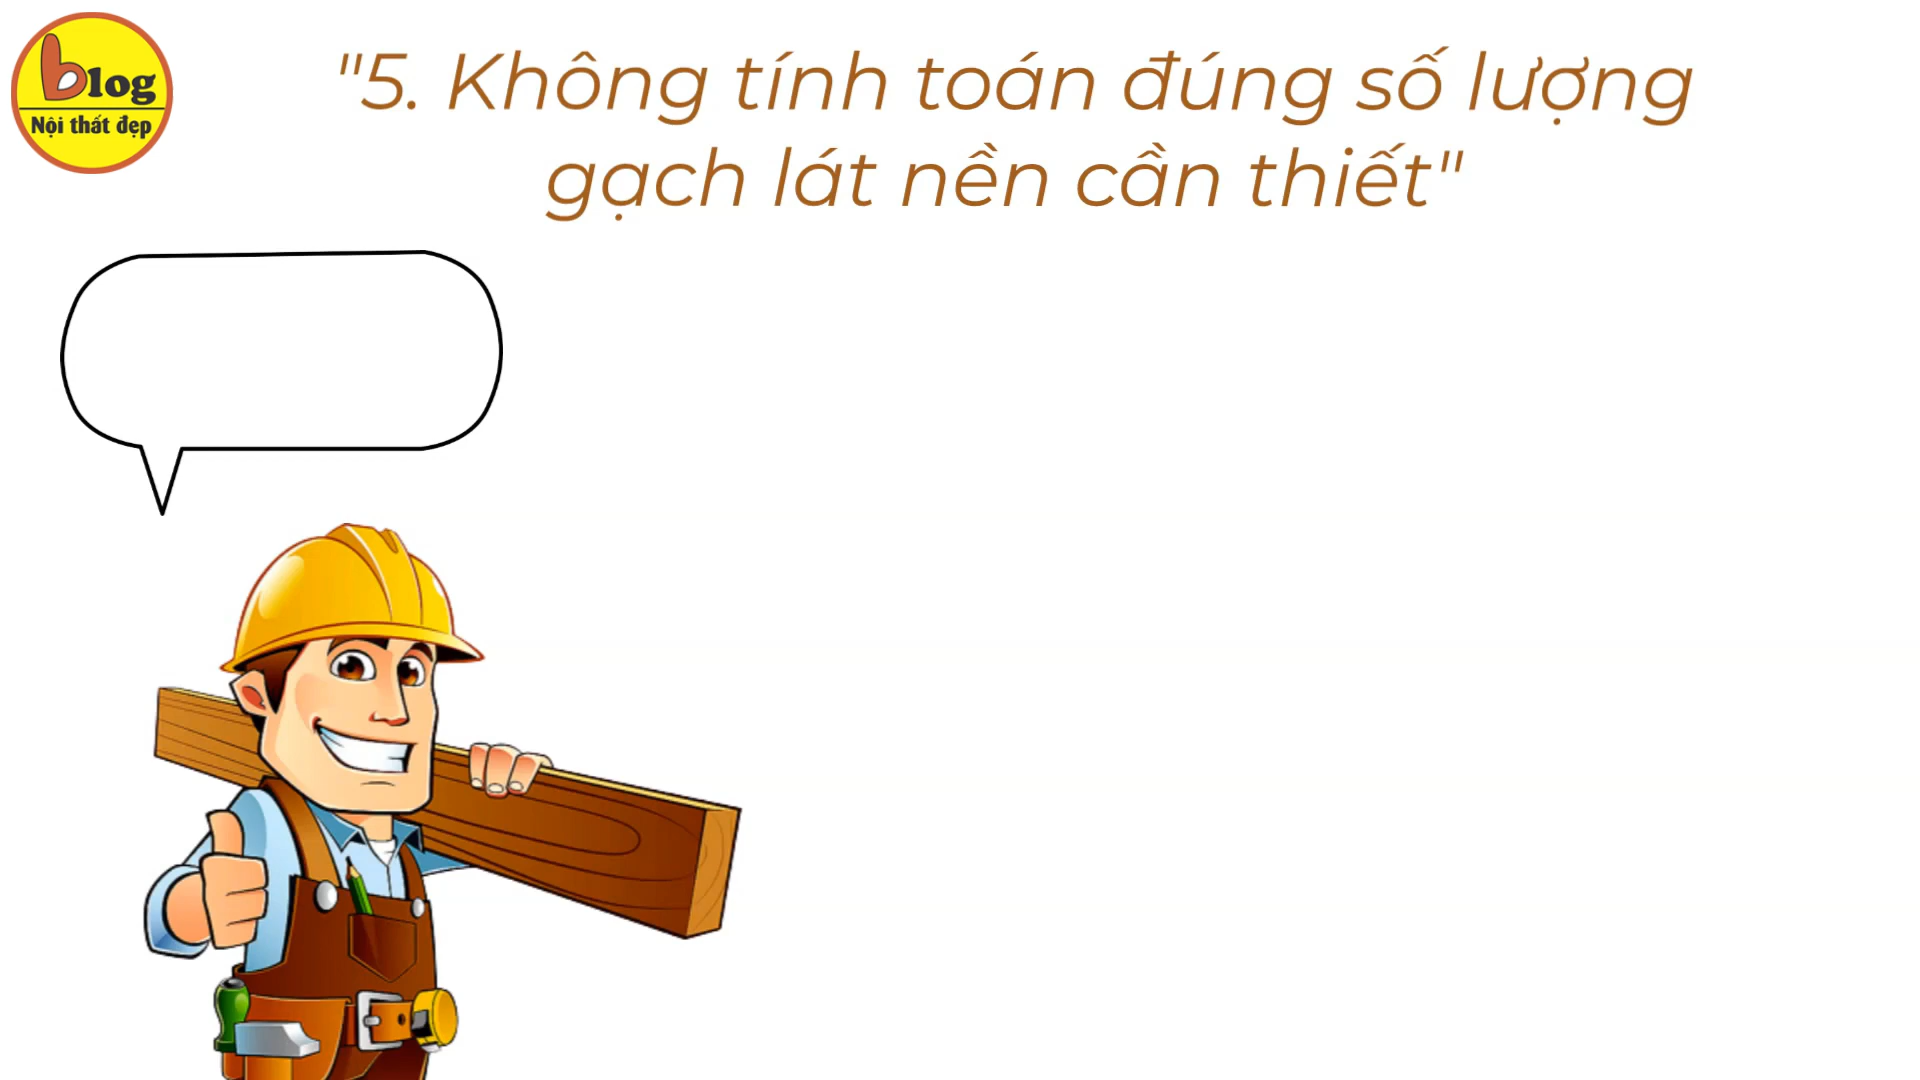 blog
Nội thất đẹp
"5. Không tính toán đúng số lượng
gạch lát nền cần thiết"